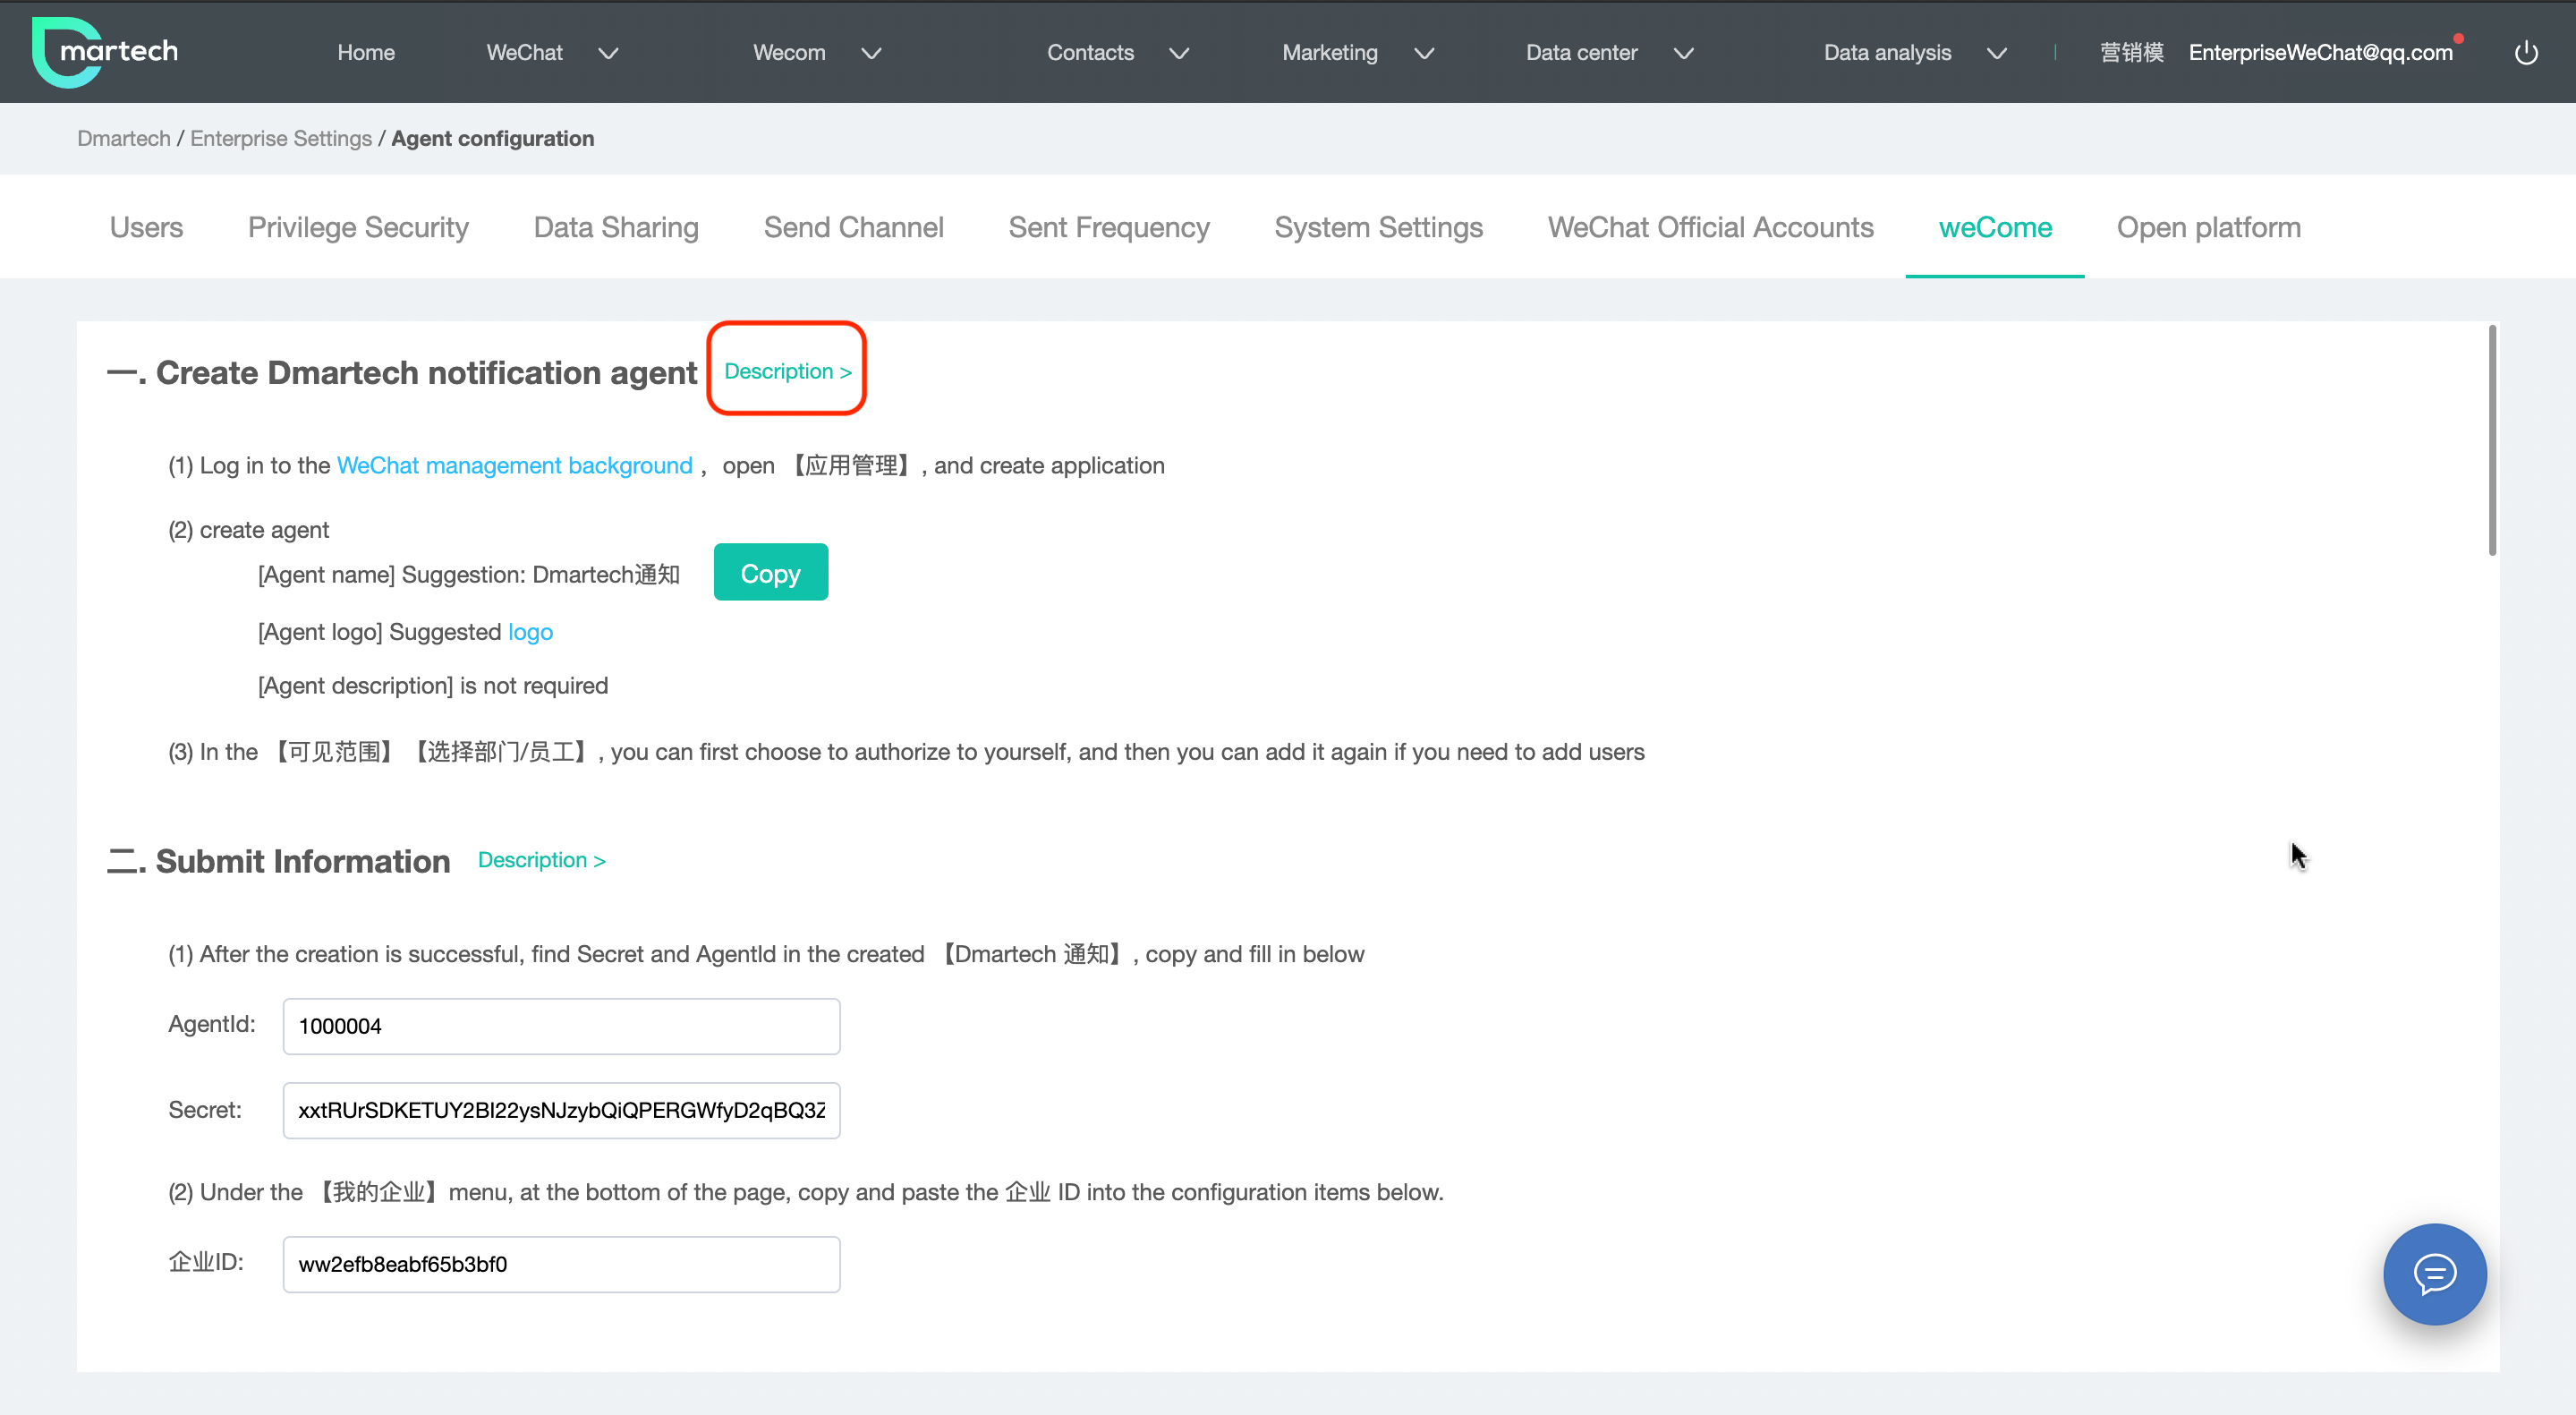 martech
Home WeChat Wecom Contacts Marketing Data center Data analysis 营销模 EnterpriseWeChat@qq.com
Dmartech / Enterprise Settings / Agent configuration
Users Privilege Security Data Sharing Send Channel Sent Frequency System Settings WeChat Official Accounts weCome Open platform
一. Create Dmartech notification agent Description >
(1) Log in to the WeChat management background ，open 【应用管理】, and create application
(2) create agent
[Agent name] Suggestion: Dmartech通知 Copy
[Agent logo] Suggested logo
[Agent description] is not required
(3) In the 【可见范围】【选择部门/员工】, you can first choose to authorize to yourself, and then you can add it again if you need to add users
二. Submit Information Description >
(1) After the creation is successful, find Secret and AgentId in the created 【Dmartech 通知】, copy and fill in below
AgentId: 1000004
Secret: xxtRUrSDKETUY2BI22ysNJzybQiQPERGWfyD2qBQ3Z
(2) Under the 【我的企业】menu, at the bottom of the page, copy and paste the 企业 ID into the configuration items below.
企业ID: ww2efb8eabf65b3bf0